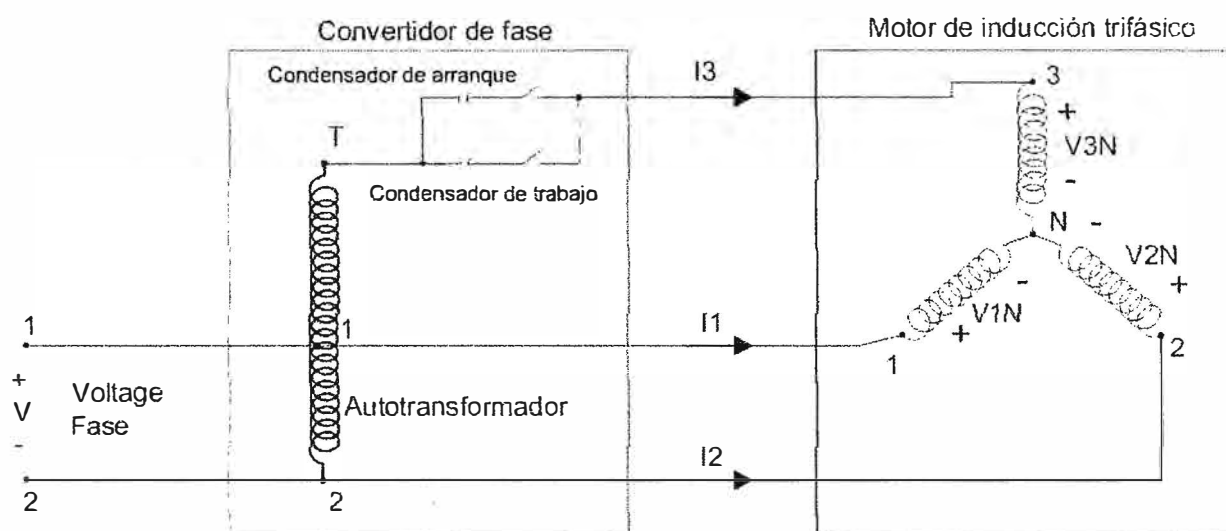 Convertidor de fase
Motor de inducción trifásico
Condensador de arranque
I3
3
+
V3N
-
T
Condensador de trabajo
N
-
V2N
+
-
V1N
+
1
2
1
1
I1
+
V
-
Voltage
Fase
Autotransformador
I2
2
2